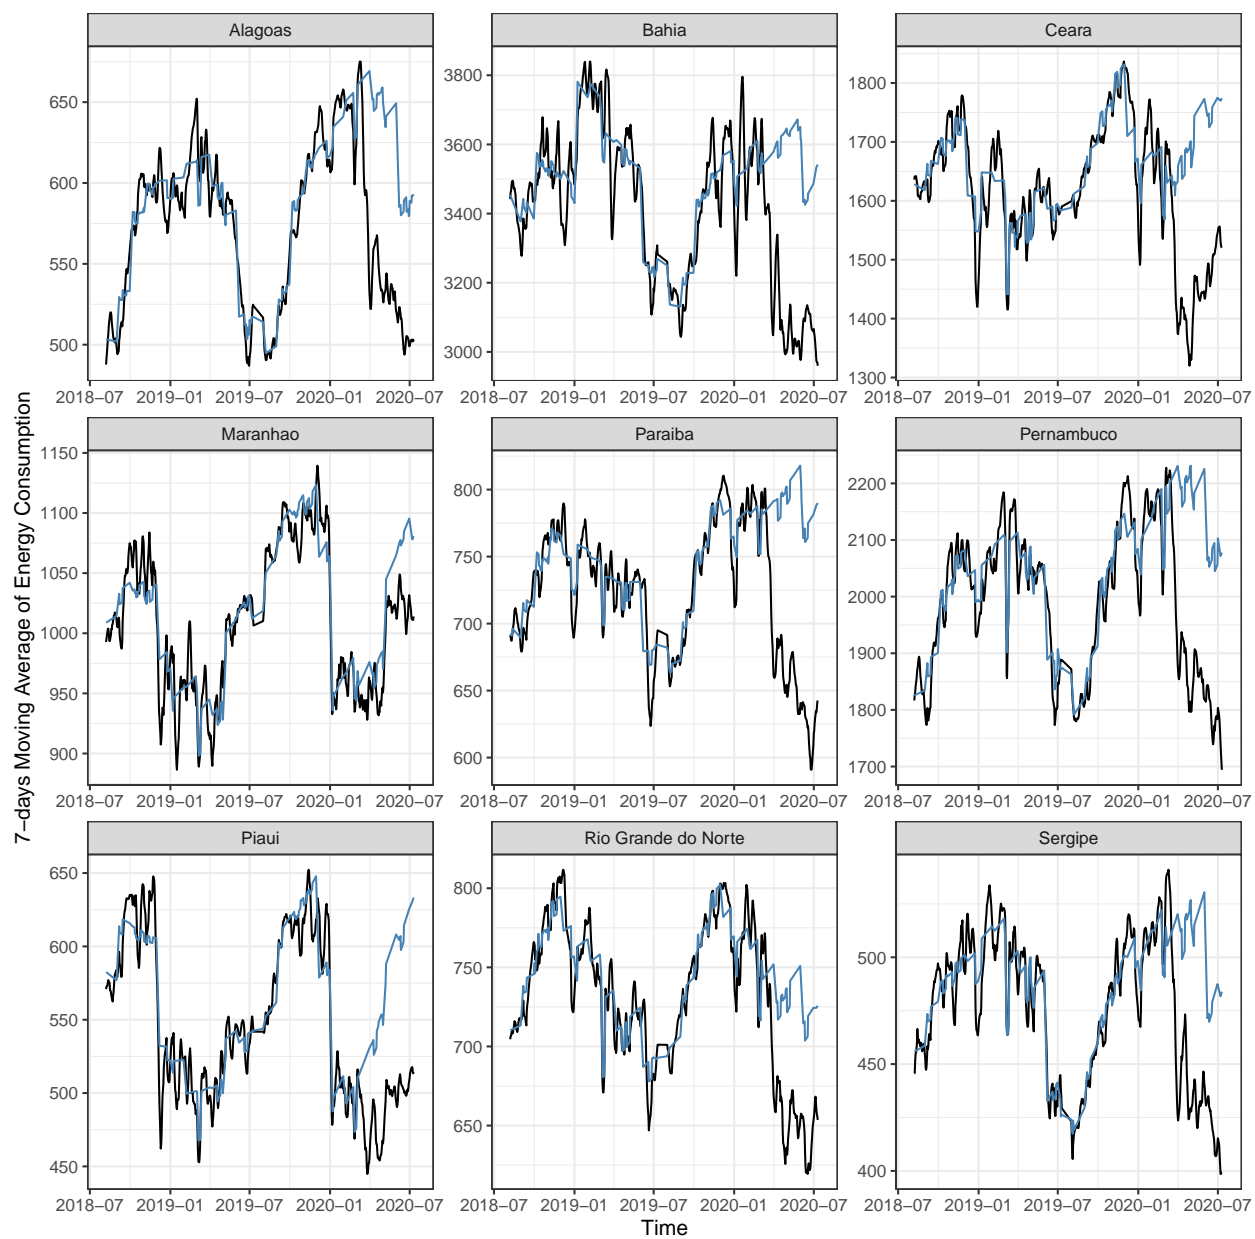 Alagoas
Bahia
Ceara
650
600
550
500
3800
3600
3400
3200
3000
1800
1700
1600
1500
1400
1300
2018−07 2019−01 2019−07 2020−01 2020−07
2018−07 2019−01 2019−07 2020−01 2020−07
2018−07 2019−01 2019−07 2020−01 2020−07
Maranhao
Paraiba
Pernambuco
1150
1100
1050
1000
950
900
800
750
700
650
600
2200
2100
2000
1900
1800
1700
2018−07 2019−01 2019−07 2020−01 2020−07
2018−07 2019−01 2019−07 2020−01 2020−07
2018−07 2019−01 2019−07 2020−01 2020−07
Piaui
Rio Grande do Norte
Sergipe
650
600
550
500
450
800
750
700
650
500
450
400
2018−07 2019−01 2019−07 2020−01 2020−07
2018−07 2019−01 2019−07 2020−01 2020−07
2018−07 2019−01 2019−07 2020−01 2020−07
Time
7−days Moving Average of Energy Consumption